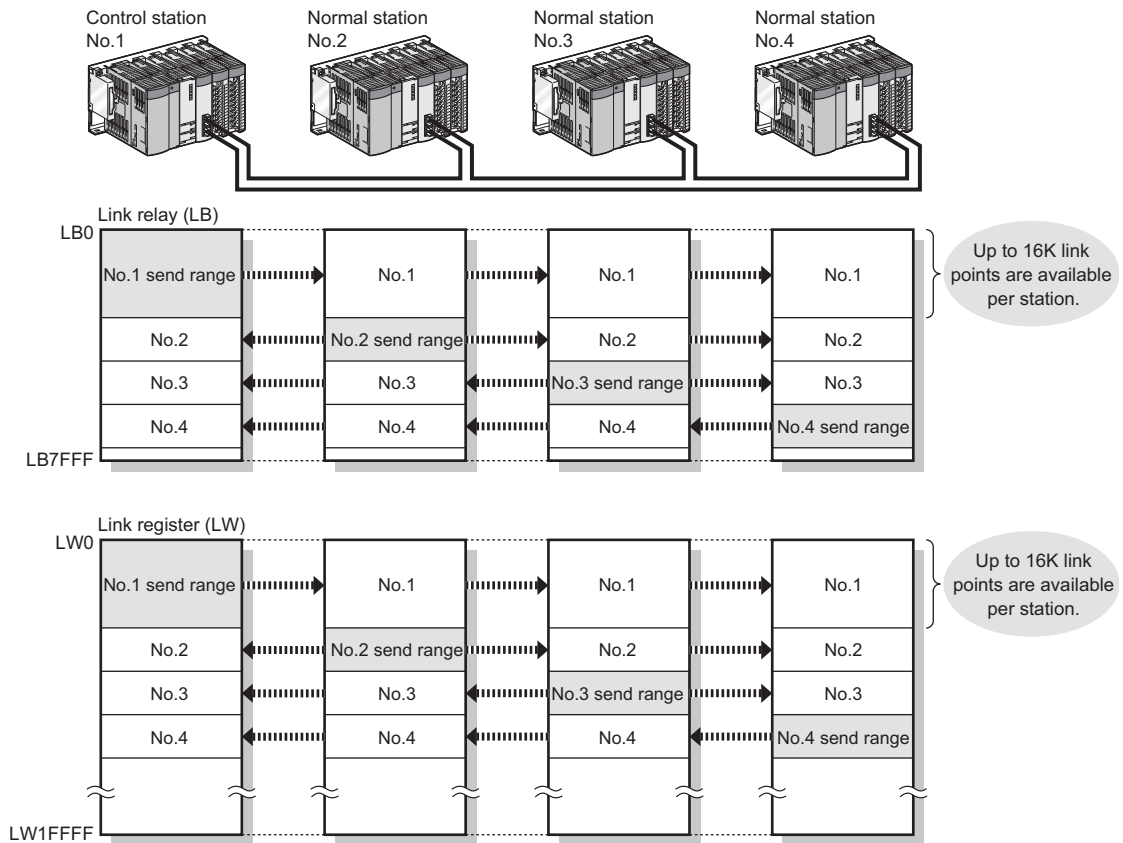 Control station
No.1
Normal station
No.2
Normal station
No.3
Normal station
No.4
Link relay (LB)
LB0
No.1 send range
No.1
No.1
No.1
Up to 16K link
points are available
per station.
No.2
No.2 send range
No.2
No.2
No.3
No.3
No.3 send range
No.3
No.4
No.4
No.4
No.4 send range
LB7FFF
Link register (LW)
LW0
No.1 send range
No.1
No.1
No.1
Up to 16K link
points are available
per station.
No.2
No.2 send range
No.2
No.2
No.3
No.3
No.3 send range
No.3
No.4
No.4
No.4
No.4 send range
LW1FFFF